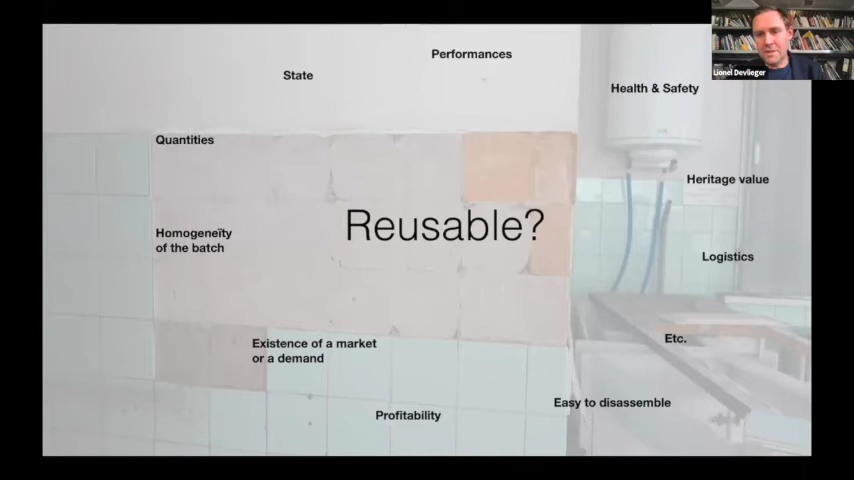 Performances
State
Lionel Devlieger
Health & Safety
Quantities
Heritage value
Reusable?
Homogeneïty
of the batch
Logistics
Etc.
Existence of a market
or a demand
Easy to disassemble
Profitability